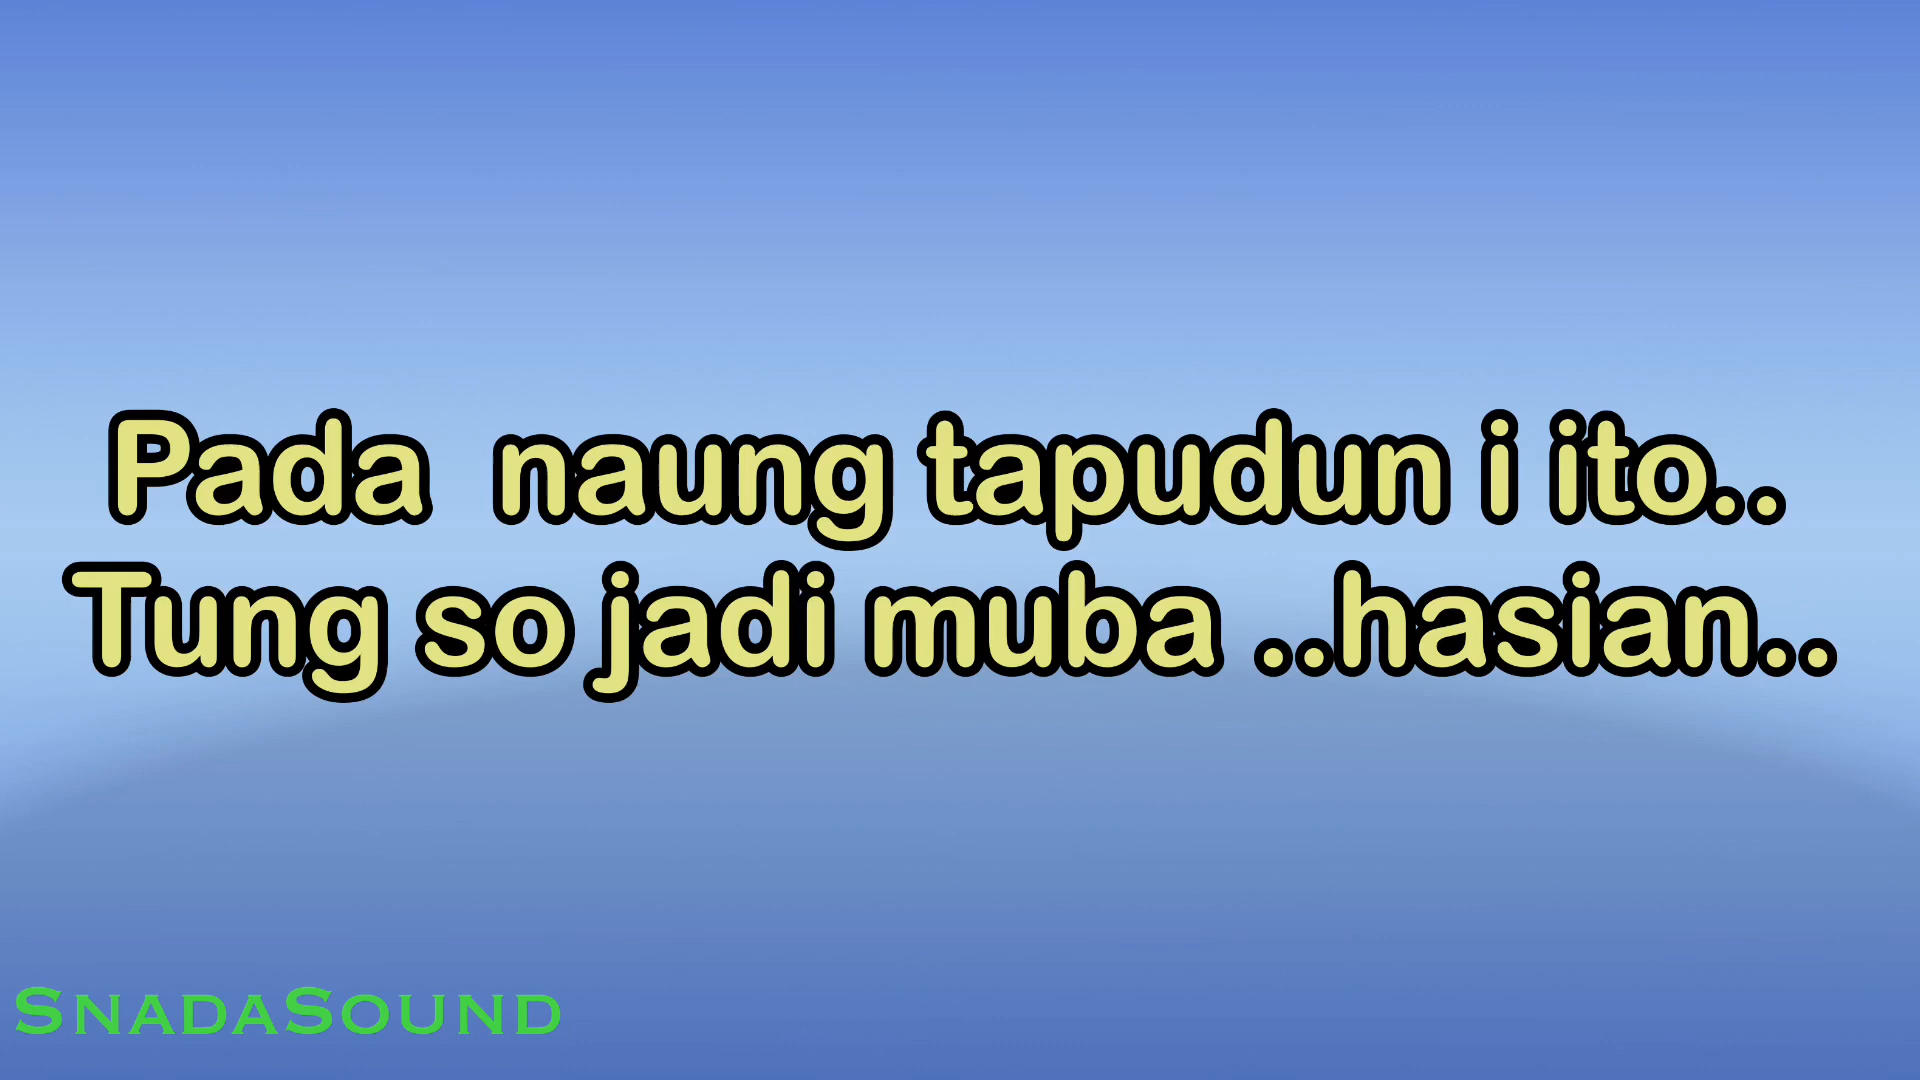 Pada naung tapudun i ito..
Tung so jadi muba ..hasian..
SnadaSound